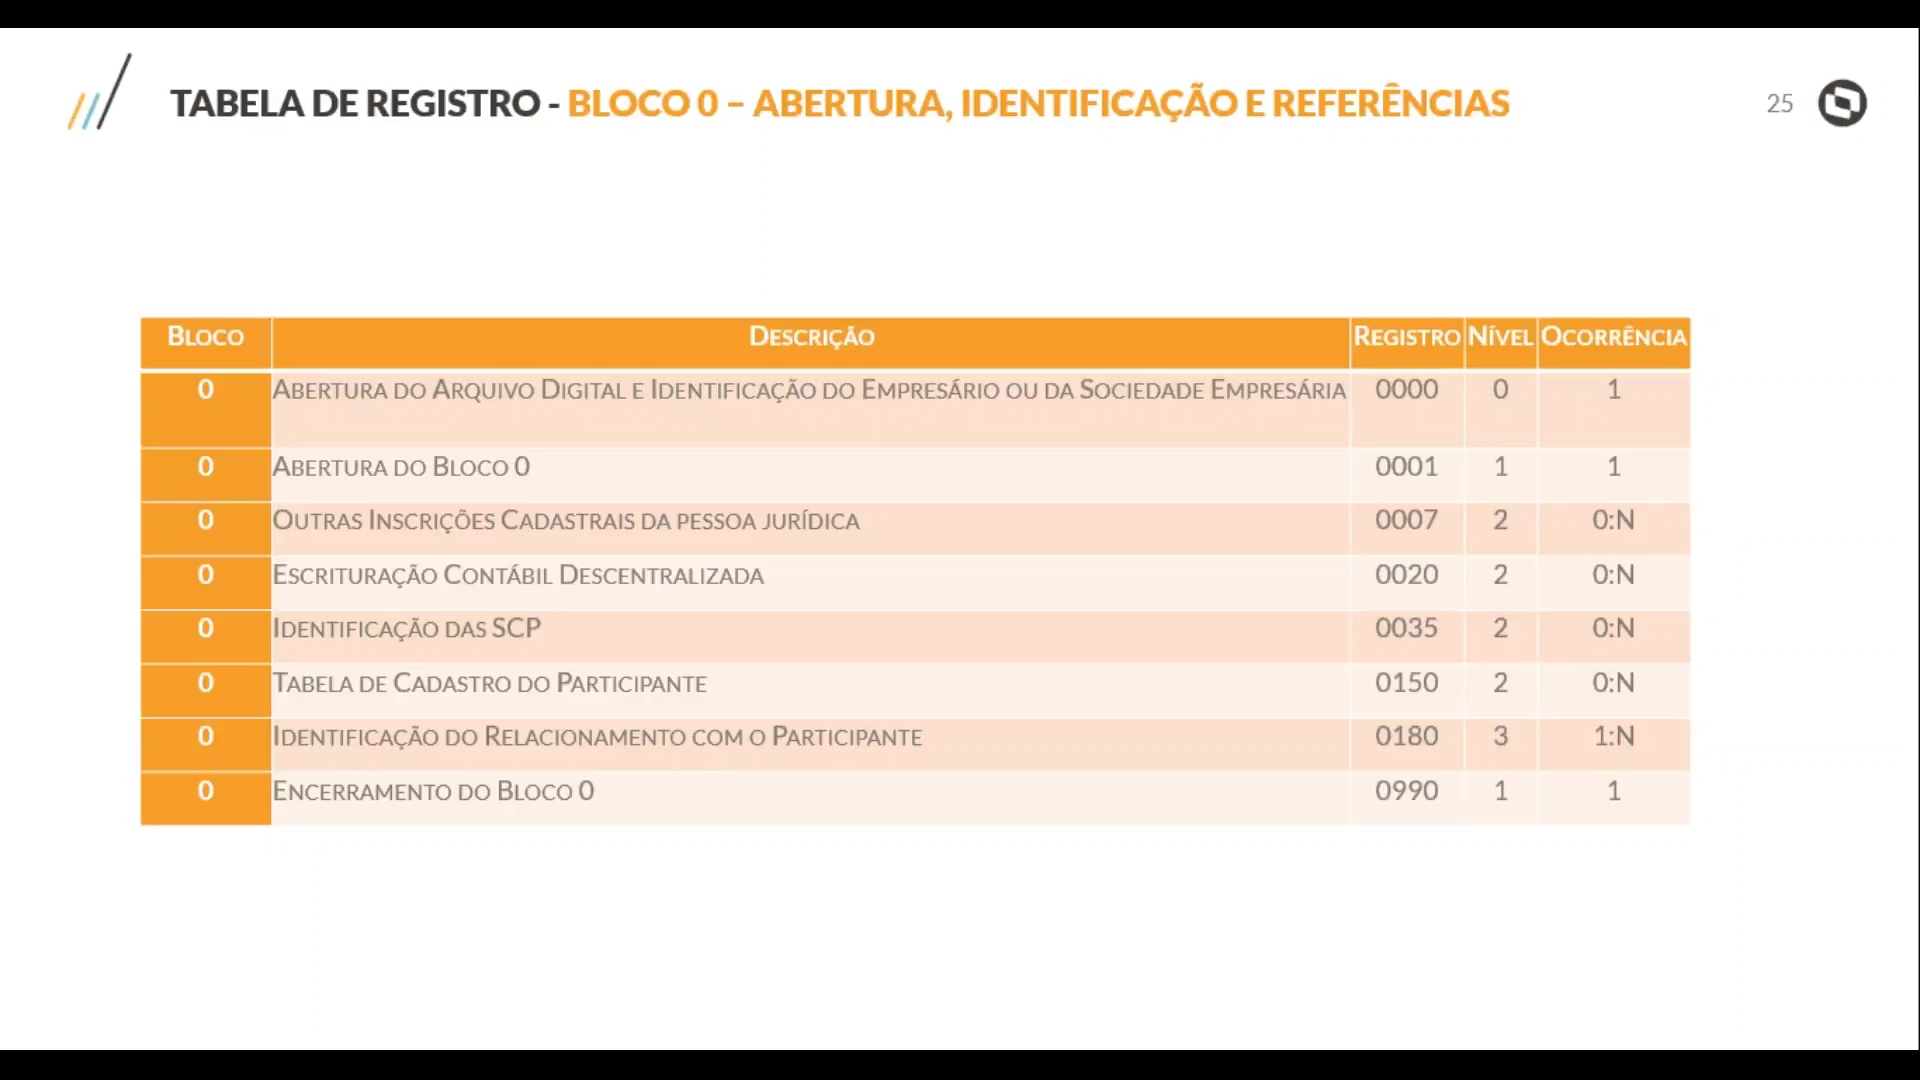 TABELA DE REGISTRO - BLOCO 0 – ABERTURA, IDENTIFICAÇÃO E REFERÊNCIAS
25
BLOCO DESCRIÇÃO REGISTRO NÍVEL OCORRÊNCIA
0 ABERTURA DO ARQUIVO DIGITAL E IDENTIFICAÇÃO DO EMPRESÁRIO OU DA SOCIEDADE EMPRESÁRIA 0000 0 1
0 ABERTURA DO BLOCO 0 0001 1 1
0 OUTRAS INSCRIÇÕES CADASTRAIS DA PESSOA JURÍDICA 0007 2 0:N
0 ESCRITURAÇÃO CONTÁBIL DESCENTRALIZADA 0020 2 0:N
0 IDENTIFICAÇÃO DAS SCP 0035 2 0:N
0 TABELA DE CADASTRO DO PARTICIPANTE 0150 2 0:N
0 IDENTIFICAÇÃO DO RELACIONAMENTO COM O PARTICIPANTE 0180 3 1:N
0 ENCERRAMENTO DO BLOCO 0 0990 1 1